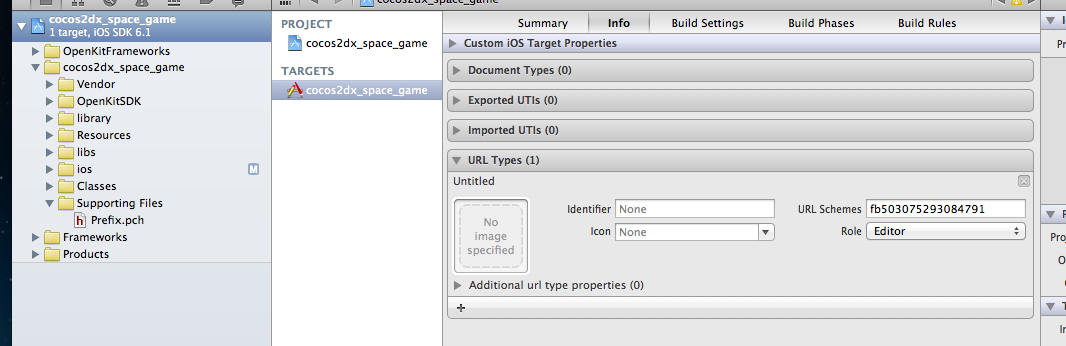 cocos2dx_space_game
cocos2dx_space_game
1 target, iOS SDK 6.1
OpenKitFrameworks
cocos2dx_space_game
Vendor
OpenKitSDK
library
Resources
libs
ios
M
Classes
Supporting Files
h
Prefix.pch
Frameworks
Products
PROJECT
cocos2dx_space_game
TARGETS
cocos2dx_space_game
Summary
Info
Build Settings
Build Phases
Build Rules
Custom iOS Target Properties
Document Types (0)
Exported UTIs (0)
Imported UTIs (0)
URL Types (1)
Untitled
No
image
specified
Identifier
None
URL Schemes
fb503075293084791
Icon
None
Role
Editor
Additional url type properties (0)